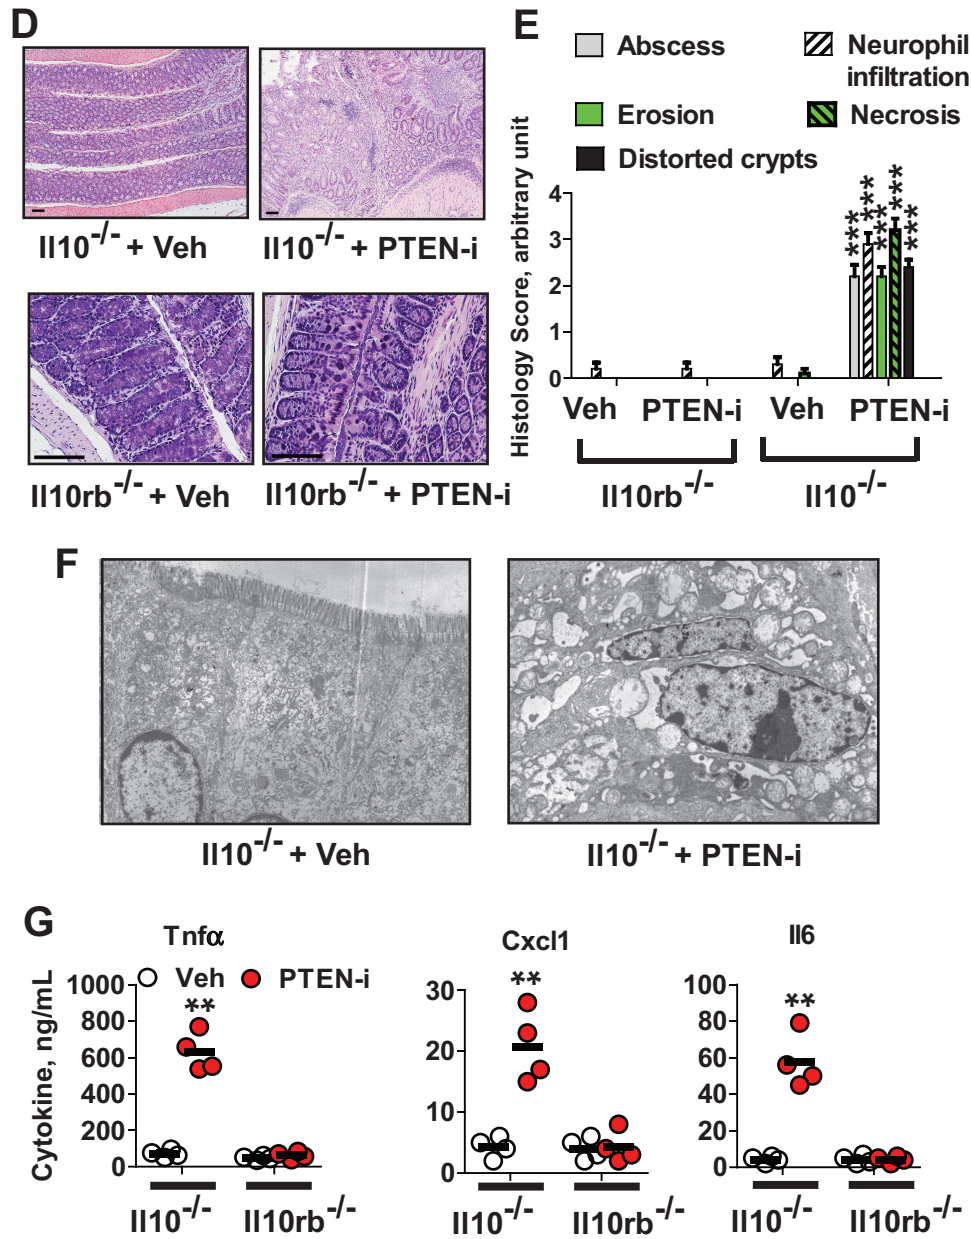 D
Il10-/- + Veh
Il10-/- + PTEN-i
Il10rb-/- + Veh
Il10rb-/- + PTEN-i
E
Abscess
Neurophil
infiltration
Erosion
Necrosis
Distorted crypts
Histology Score, arbitrary unit
4
3
2
1
0
*** *** *** *** ***
Veh PTEN-i Veh PTEN-i
Il10rb-/- Il10-/-
F
Il10-/- + Veh
Il10-/- + PTEN-i
G
Tnfα
Veh PTEN-i
Cytokine, ng/mL
1000
800
600
400
200
0
**
Il10-/- Il10rb-/-
Cxcl1
30
20
10
0
**
Il10-/- Il10rb-/-
Il6
100
80
60
40
20
0
**
Il10-/- Il10rb-/-